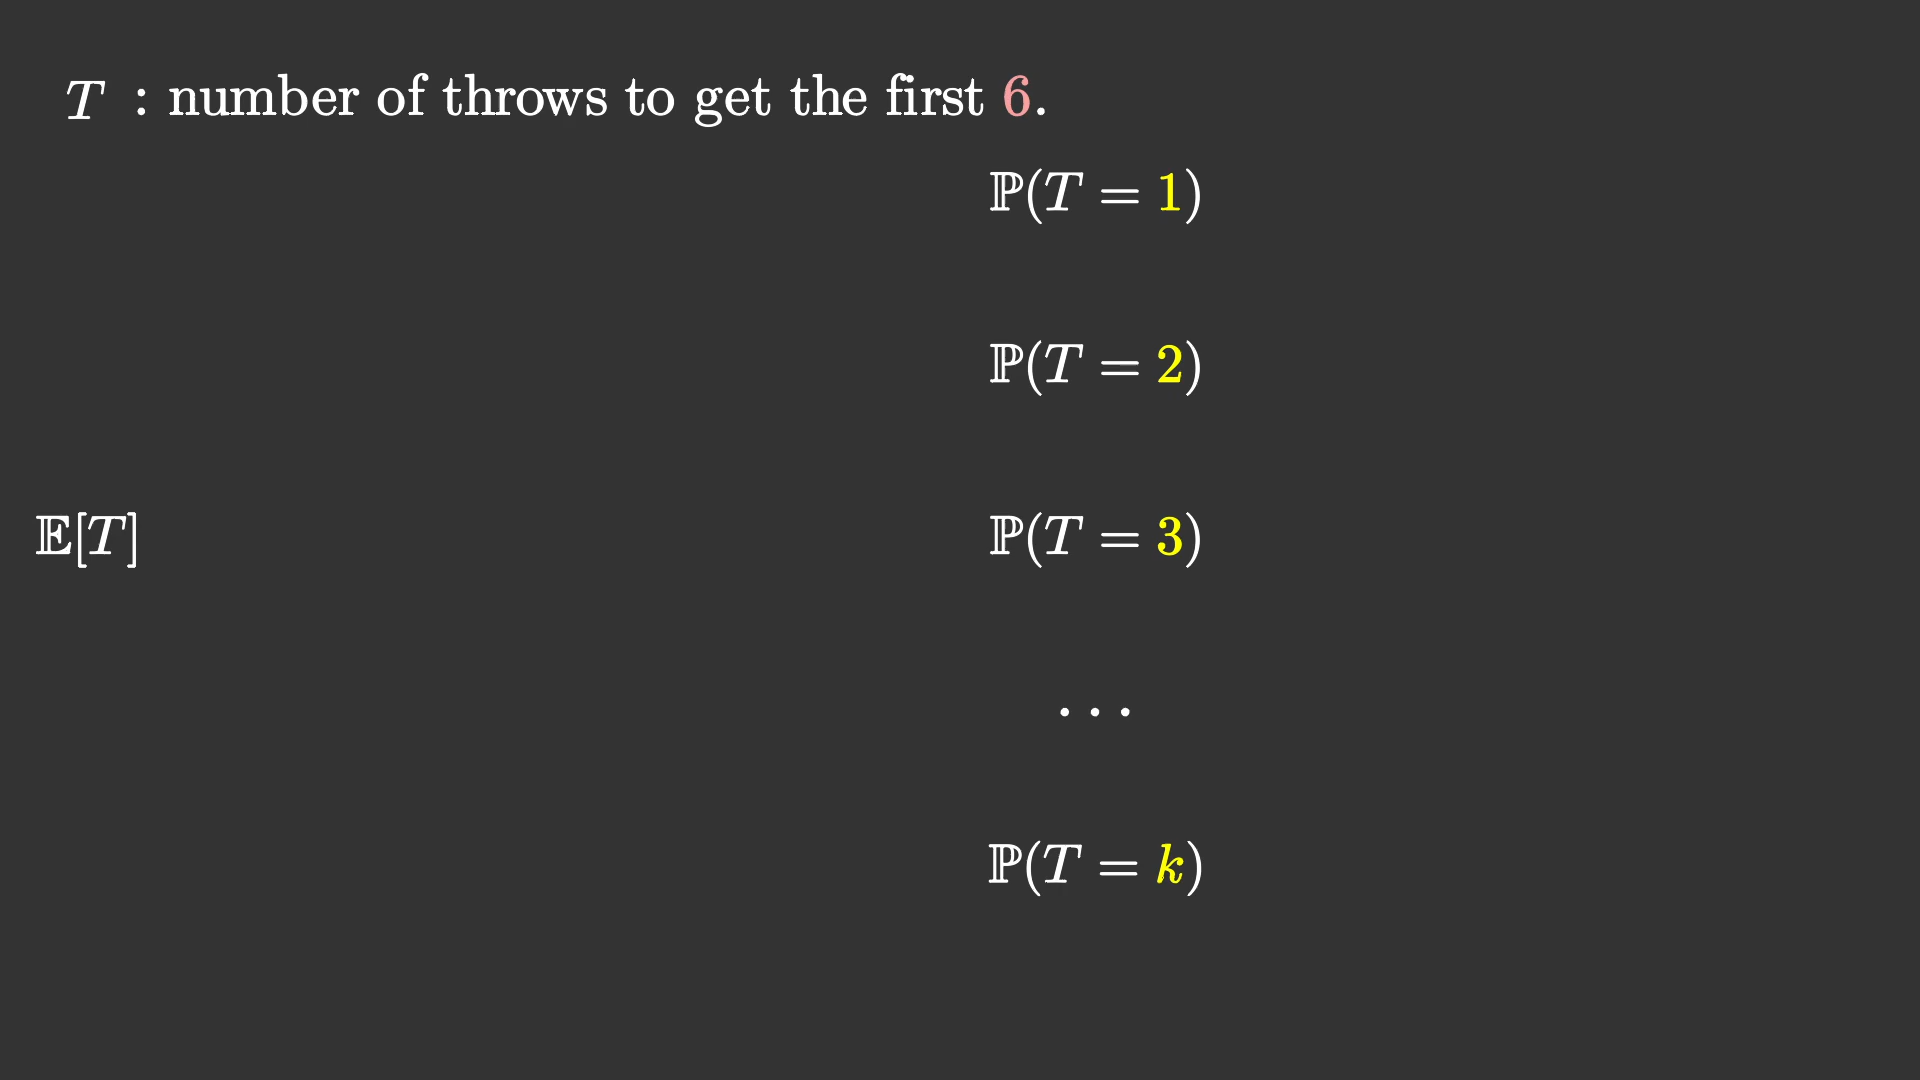 T : number of throws to get the first 6.
ℙ(T = 1)
ℙ(T = 2)
𝔼[T]
ℙ(T = 3)
...
ℙ(T = k)